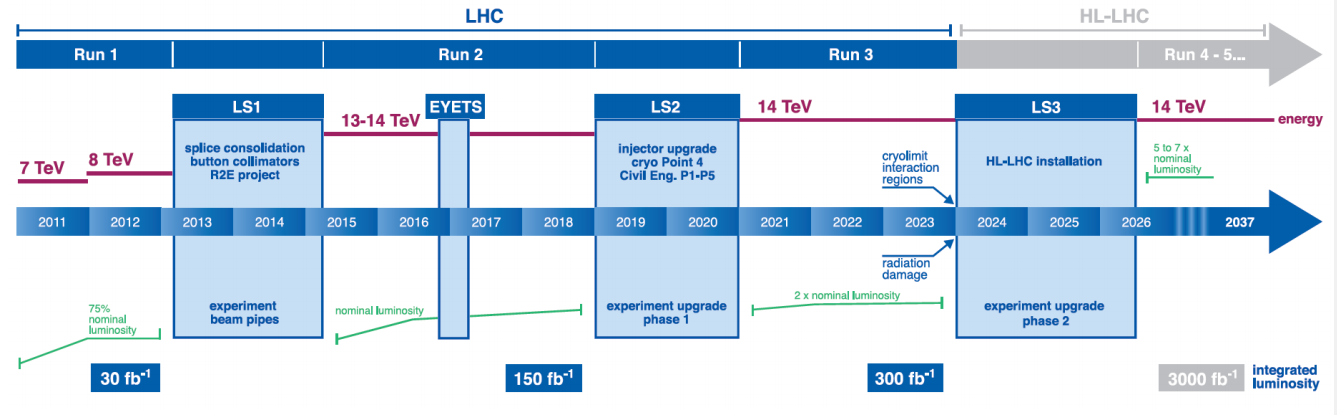 LHC
HL-LHC
Run 1
Run 2
Run 3
Run 4 - 5...
LS1
EYETS
LS2
LS3
7 TeV
8 TeV
13-14 TeV
14 TeV
14 TeV
energy
splice consolidation
button collimators
R2E project
injector upgrade
cryo Point 4
Civil Eng. P1-P5
cryolimit
interaction
regions
HL-LHC installation
5 to 7 x
nominal
luminosity
2011
2012
2013
2014
2015
2016
2017
2018
2019
2020
2021
2022
2023
2024
2025
2026
2037
radiation
damage
75%
nominal
luminosity
experiment
beam pipes
nominal luminosity
experiment upgrade
phase 1
2 x nominal luminosity
experiment upgrade
phase 2
30 fb⁻¹
150 fb⁻¹
300 fb⁻¹
3000 fb⁻¹
integrated
luminosity